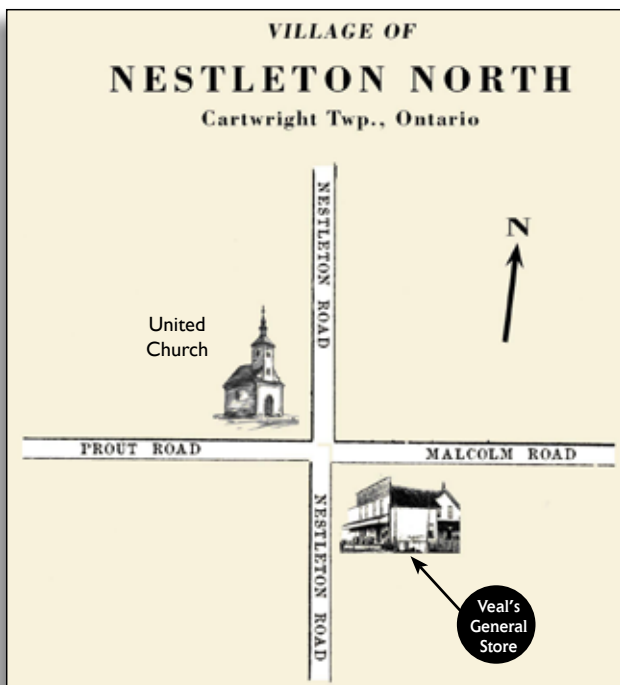 VILLAGE OF
NESTLETON NORTH
Cartwright Twp., Ontario
NESTLETON ROAD
N
United
Church
PROUT ROAD
MALCOLM ROAD
NESTLETON ROAD
Veal's
General
Store